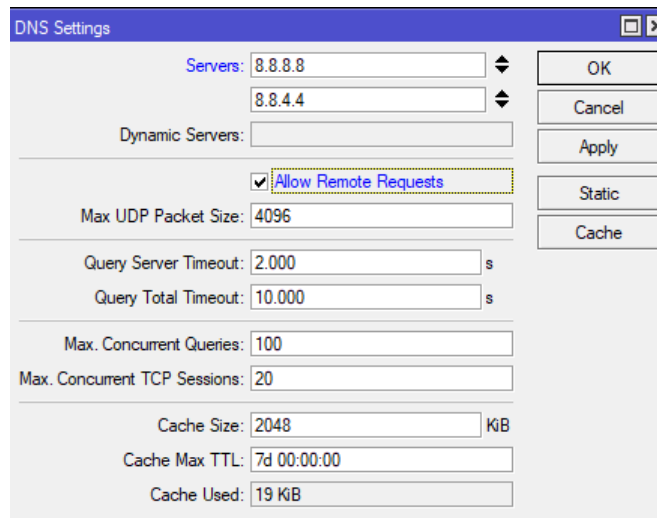 DNS Settings
Servers: 8.8.8.8
8.8.4.4
Dynamic Servers:
Allow Remote Requests
Max UDP Packet Size: 4096
Query Server Timeout: 2.000 s
Query Total Timeout: 10.000 s
Max. Concurrent Queries: 100
Max. Concurrent TCP Sessions: 20
Cache Size: 2048 KiB
Cache Max TTL: 7d 00:00:00
Cache Used: 19 KiB
OK
Cancel
Apply
Static
Cache